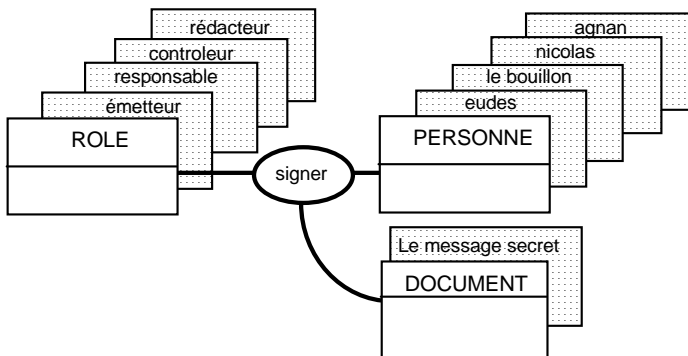 rédacteur
controleur
responsable
émetteur
ROLE
agnan
nicolas
le bouillon
eudes
PERSONNE
signer
Le message secret
DOCUMENT